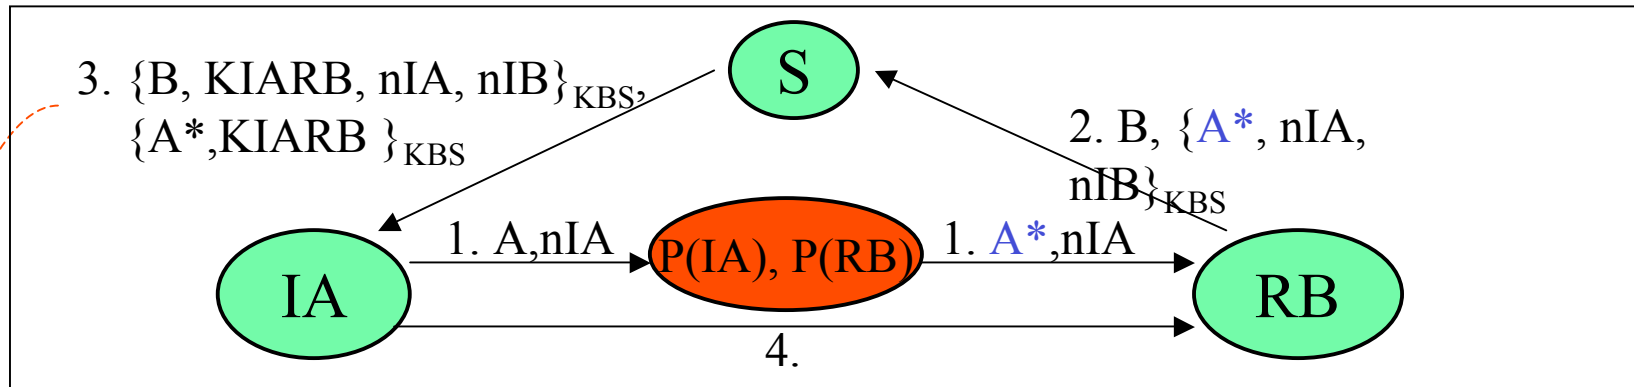 S
3. {B, KIARB, nIA, nIB}KBS,
{A*,KIARB }KBS
2. B, {A*, nIA,
nIB}KBS
1. A,nIA
P(IA), P(RB)
1. A*,nIA
IA
RB
4.